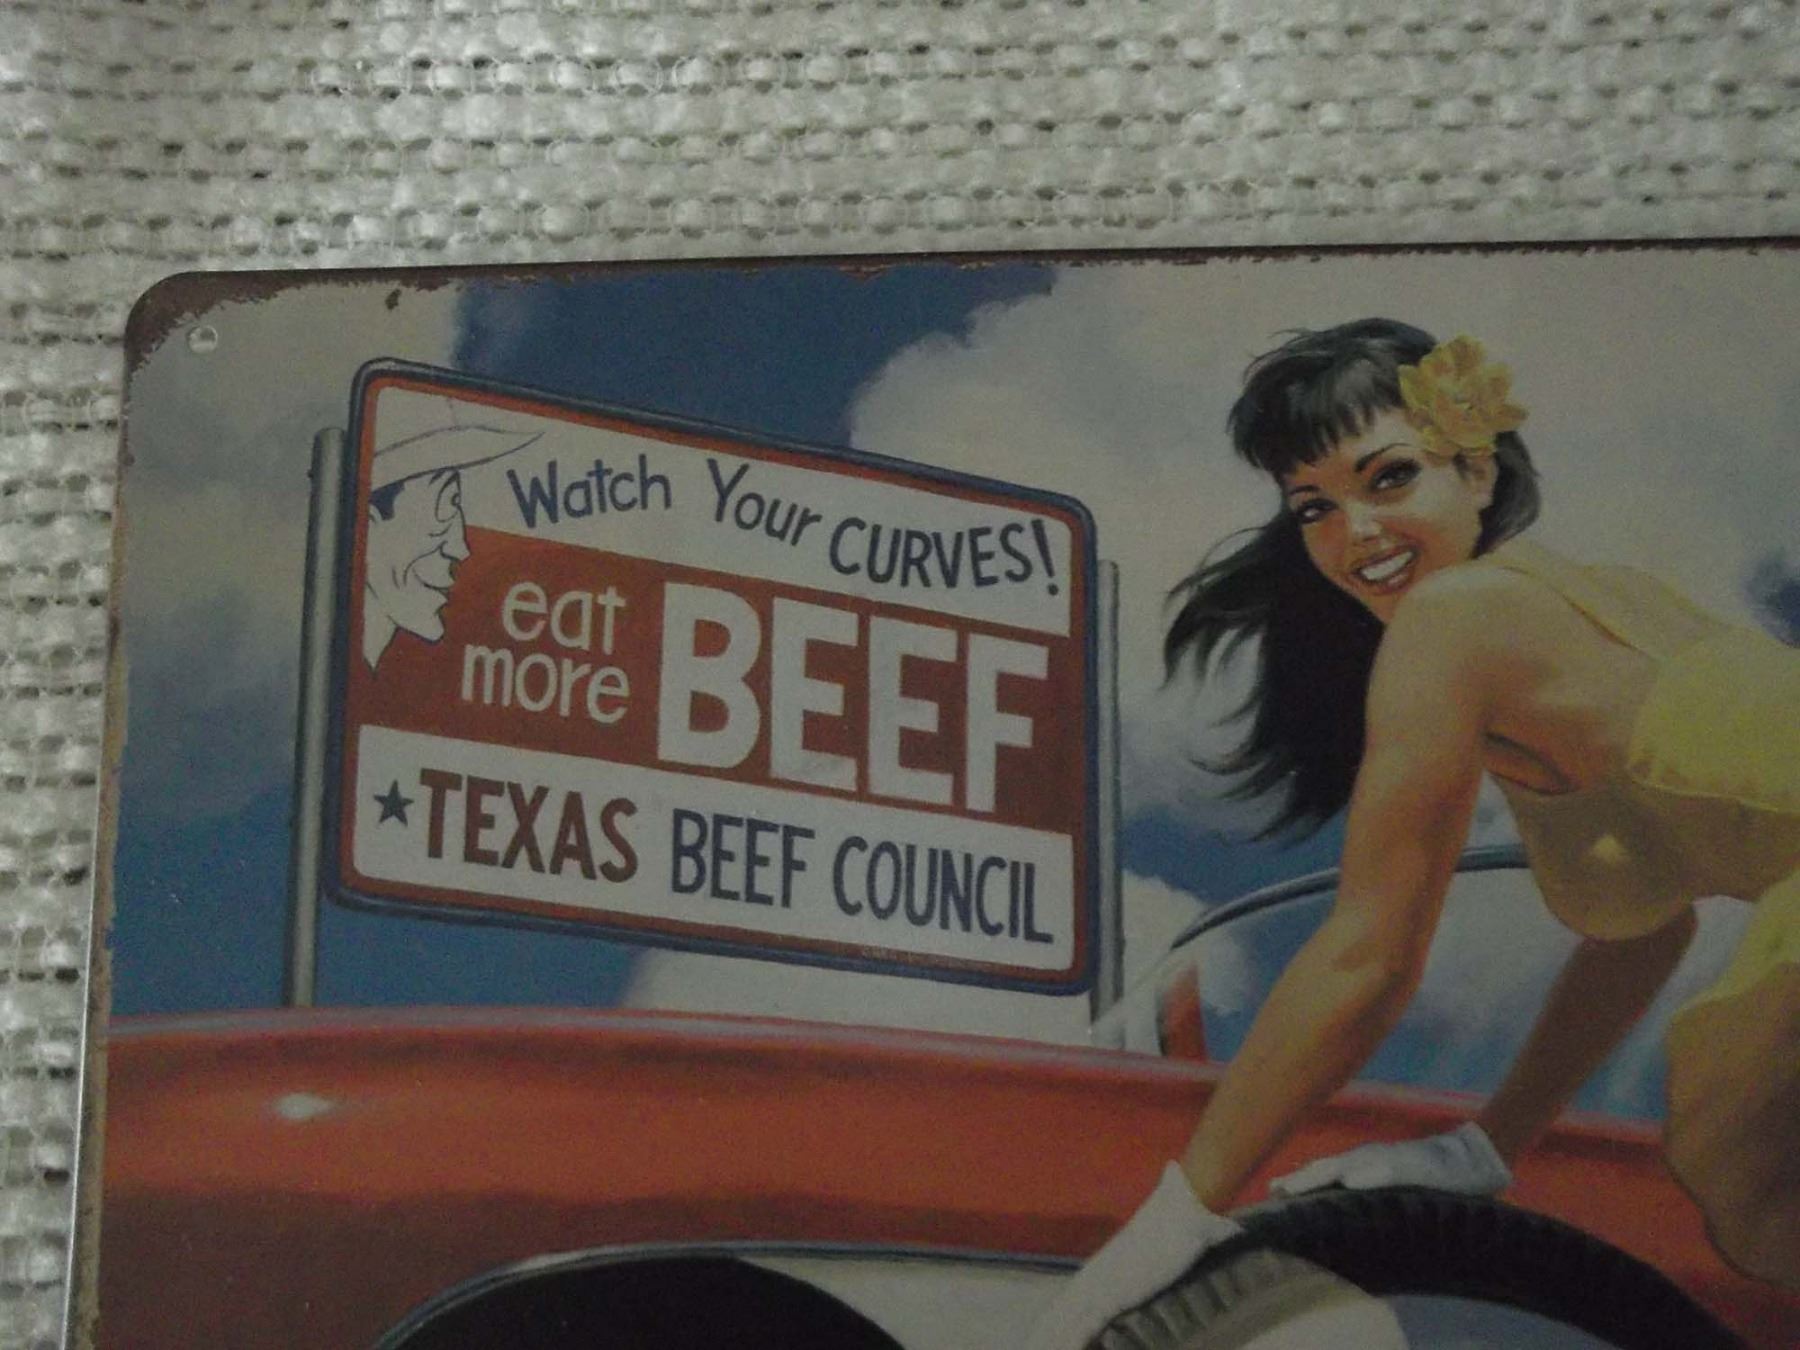 Watch Your CURVES!
eat
more BEEF
★TEXAS BEEF COUNCIL